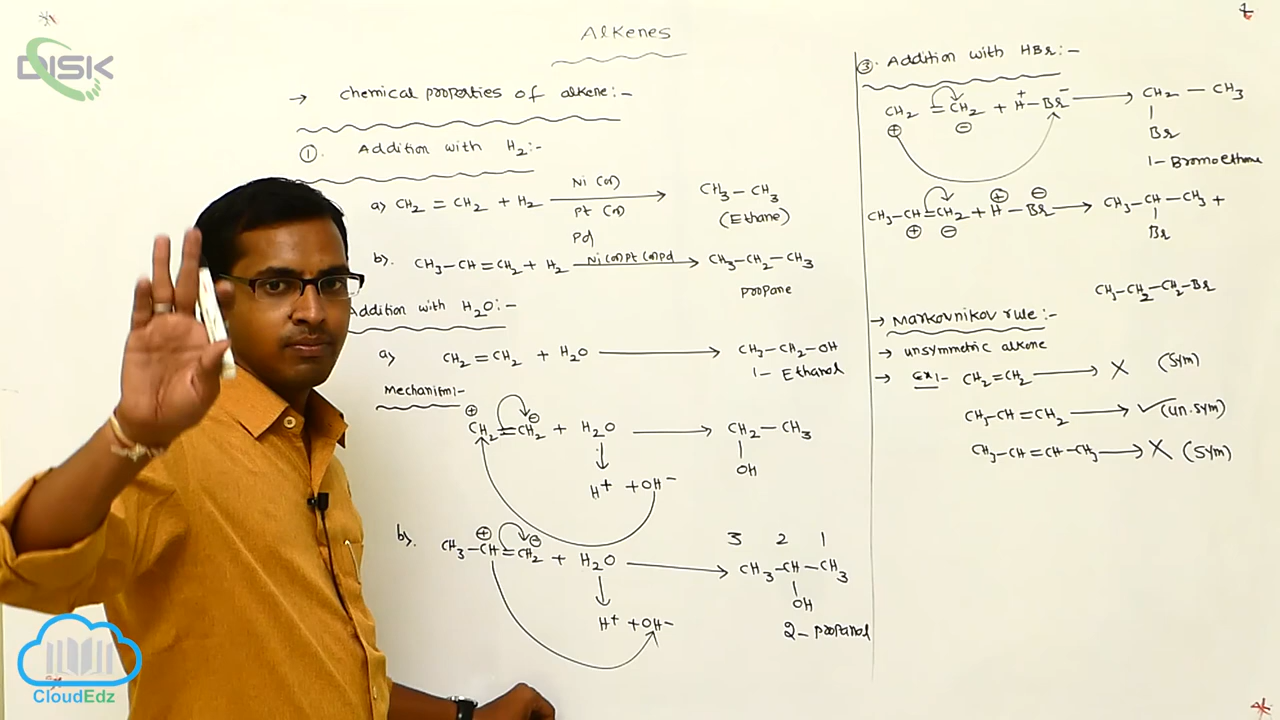 DISK
Alkenes
→ chemical properties of alkene:-
①. Addition with H₂:-
a) CH₂ = CH₂ + H₂ ⟶ CH₃ – CH₃
Ni (or)
Pt (or)
Pd
(Ethane)
b). CH₃ – CH = CH₂ + H₂ ⟶ CH₃ – CH₂ – CH₃
Ni (or) Pt (or) Pd
propane
Addition with H₂O:-
a) CH₂ = CH₂ + H₂O ⟶ CH₃ – CH₂ – OH
1- Ethanol
Mechanism:-
⊕ ⊖
CH₂ = CH₂ + H₂O ⟶ CH₂ – CH₃
OH
H⁺ + OH⁻
b). CH₃ – CH = CH₂ + H₂O ⟶ CH₃ – CH – CH₃
⊕ ⊖
3 2 1
OH
H⁺ + OH⁻
2- propanol
③. Addition with HBr:-
CH₂ = CH₂ + H⁺ – Br⁻ ⟶ CH₂ – CH₃
⊕ ⊖
Br
1- Bromoethane
⊕ ⊖
CH₃ – CH = CH₂ + H – Br ⟶ CH₃ – CH – CH₃ +
⊕ ⊖
Br
CH₃ – CH₂ – CH₂ – Br
→ Markovnikov rule:-
→ unsymmetric alkene
→ Ex:- CH₂ = CH₂ ⟶ X (Sym)
CH₃ – CH = CH₂ ⟶ ✓ (un.sym)
CH₃ – CH = CH – CH₃ ⟶ X (Sym)
CloudEdz